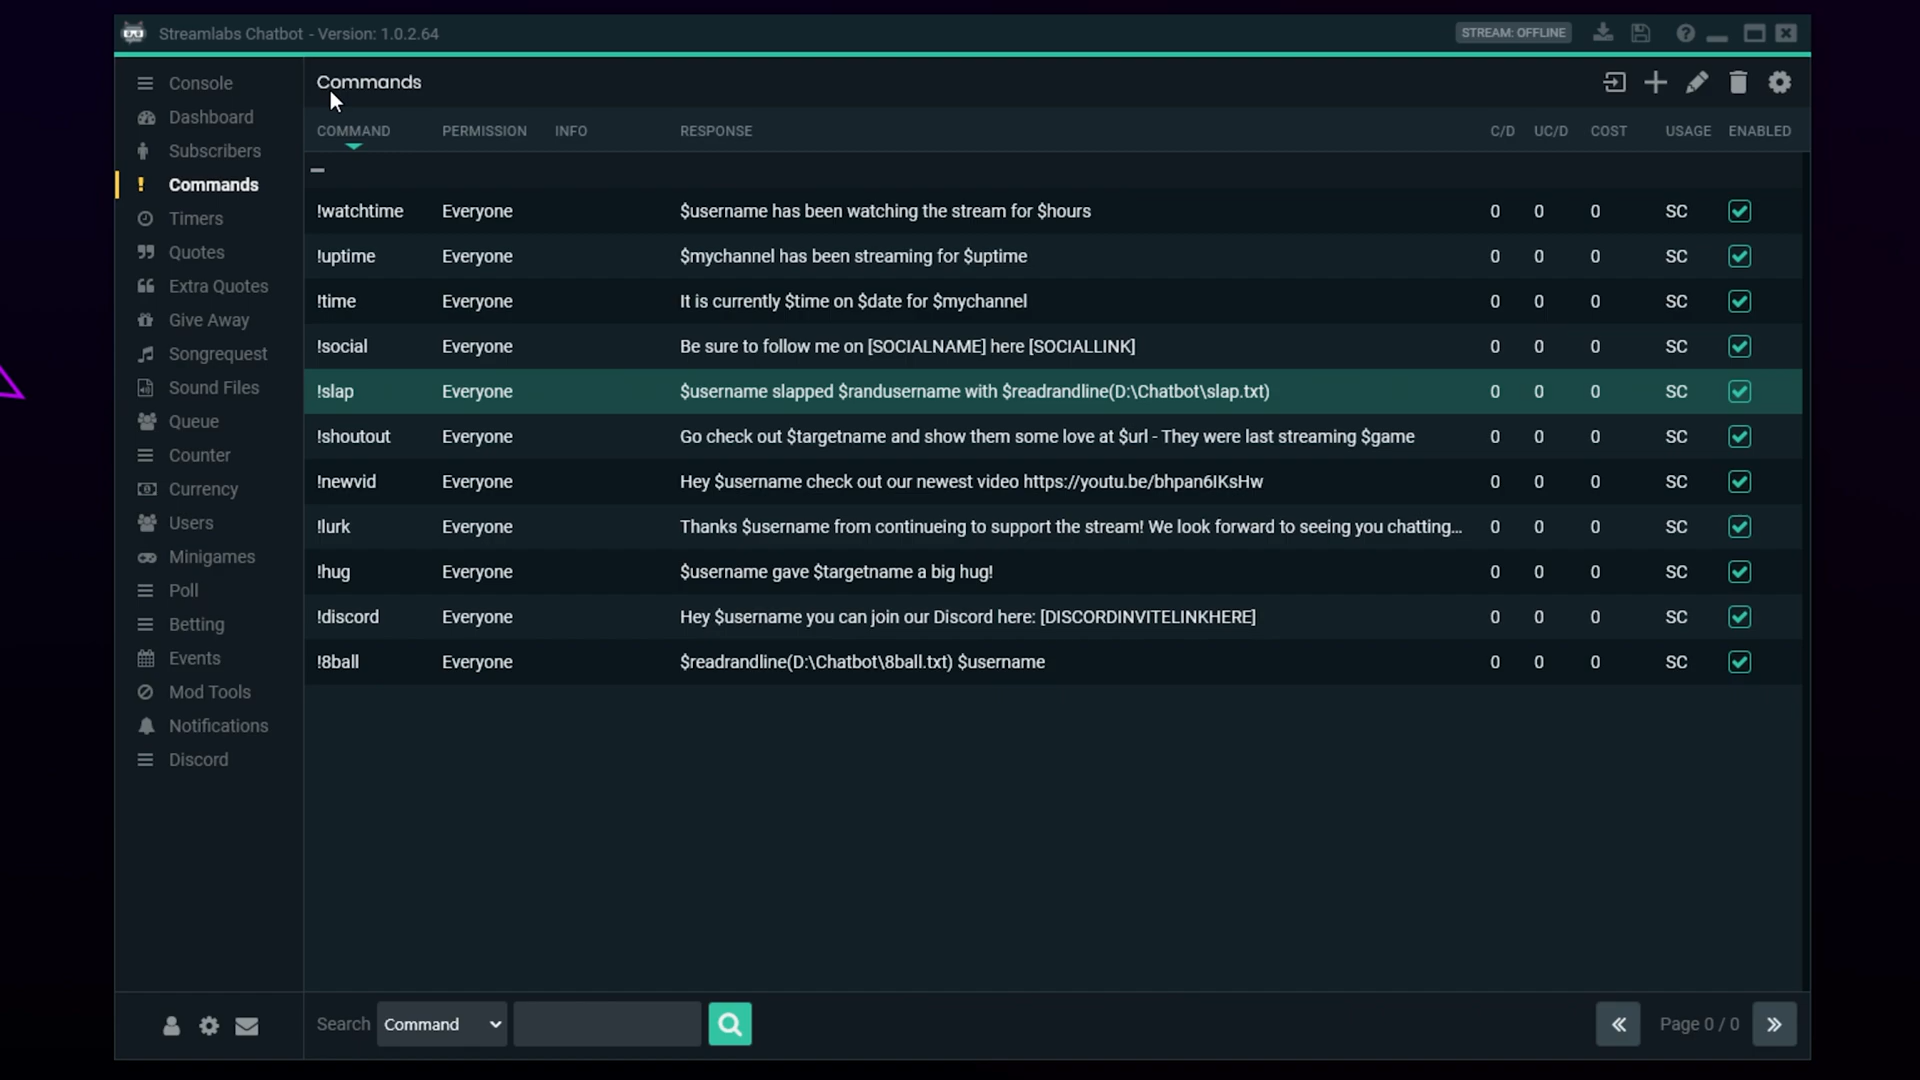 Streamlabs Chatbot - Version: 1.0.2.64
STREAM: OFFLINE
Console
Dashboard
Subscribers
Commands
Timers
Quotes
Extra Quotes
Give Away
Songrequest
Sound Files
Queue
Counter
Currency
Users
Minigames
Poll
Betting
Events
Mod Tools
Notifications
Discord
Commands
COMMAND PERMISSION INFO RESPONSE C/D UC/D COST USAGE ENABLED
!watchtime Everyone $username has been watching the stream for $hours 0 0 0 SC
!uptime Everyone $mychannel has been streaming for $uptime 0 0 0 SC
!time Everyone It is currently $time on $date for $mychannel 0 0 0 SC
!social Everyone Be sure to follow me on [SOCIALNAME] here [SOCIALLINK] 0 0 0 SC
!slap Everyone $username slapped $randusername with $readrandline(D:\Chatbot\slap.txt) 0 0 0 SC
!shoutout Everyone Go check out $targetname and show them some love at $url - They were last streaming $game 0 0 0 SC
!newvid Everyone Hey $username check out our newest video https://youtu.be/bhpan6IKsHw 0 0 0 SC
!lurk Everyone Thanks $username from continueing to support the stream! We look forward to seeing you chatting... 0 0 0 SC
!hug Everyone $username gave $targetname a big hug! 0 0 0 SC
!discord Everyone Hey $username you can join our Discord here: [DISCORDINVITELINKHERE] 0 0 0 SC
!8ball Everyone $readrandline(D:\Chatbot\8ball.txt) $username 0 0 0 SC
Search Command
Page 0 / 0